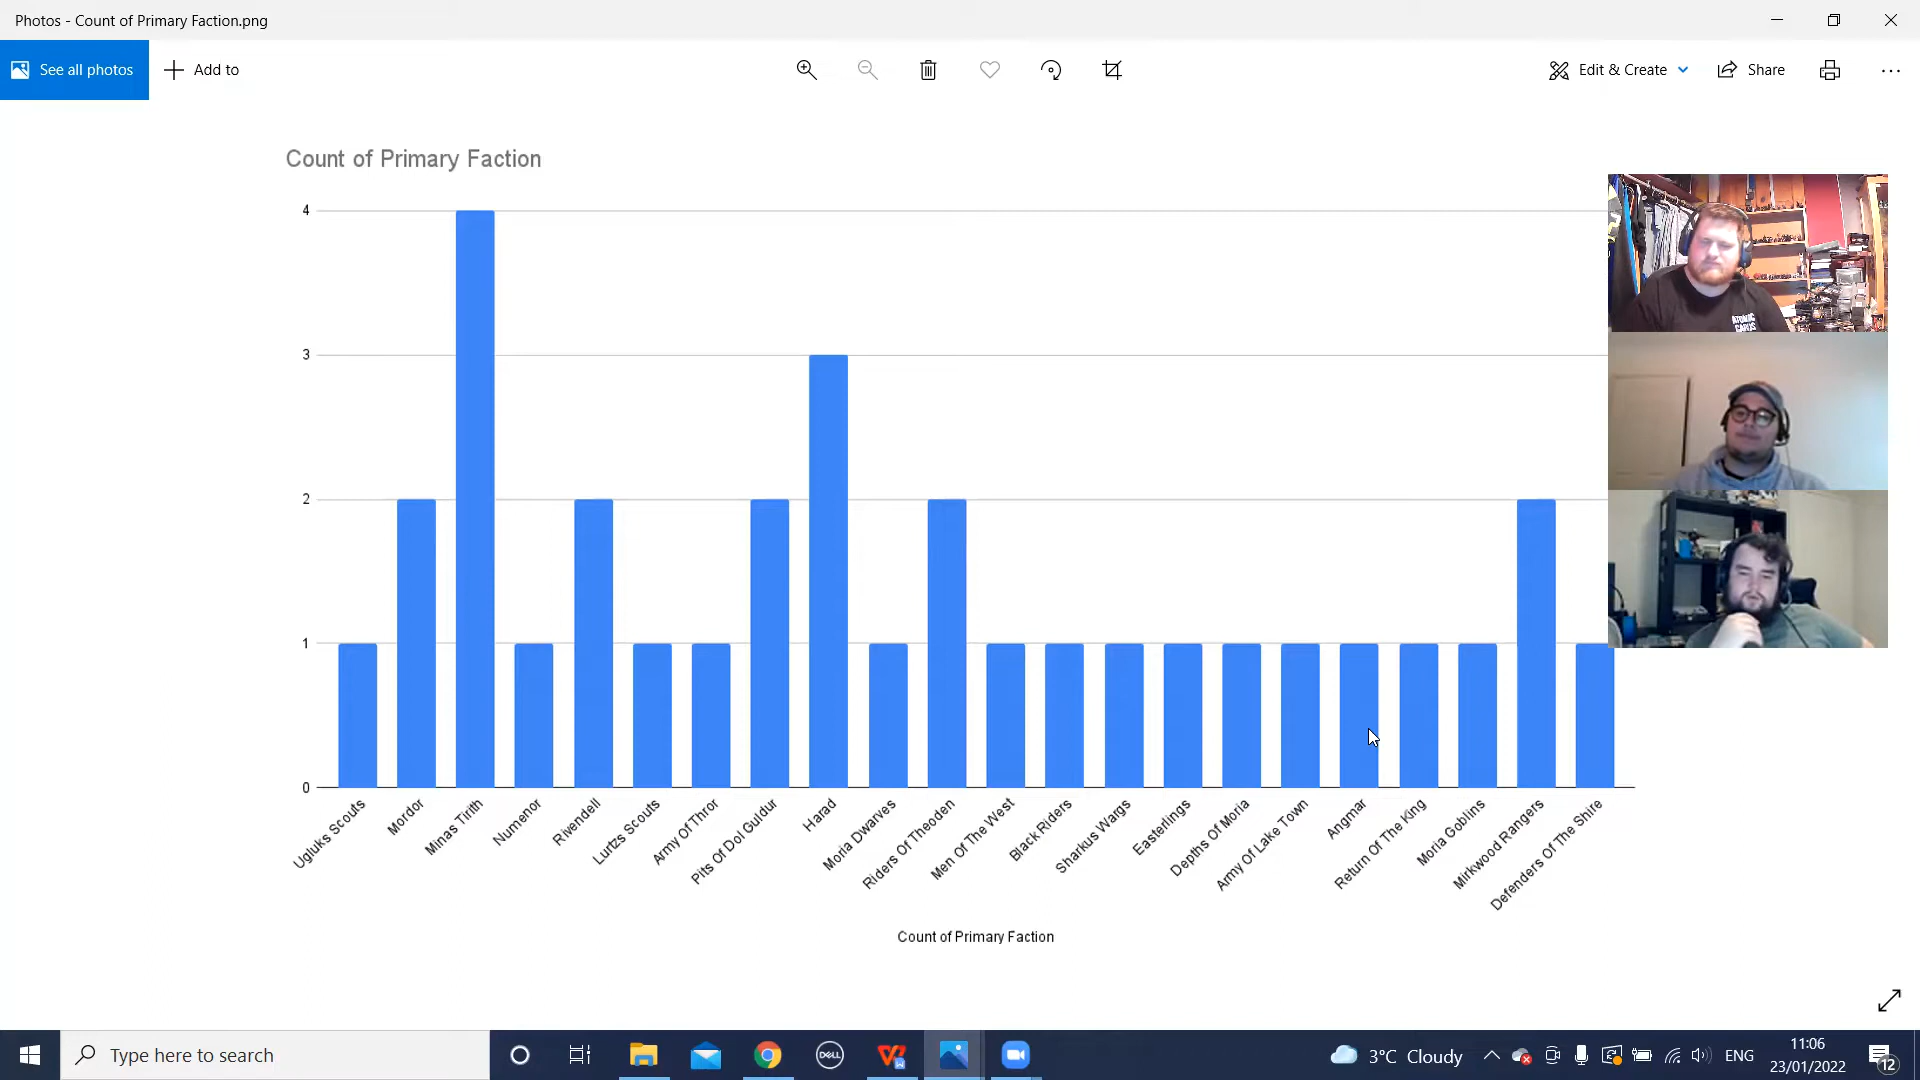 Photos - Count of Primary Faction.png
See all photos
Add to
Edit & Create
Share
Count of Primary Faction
4
3
2
1
0
Ugluks Scouts
Mordor
Minas Tirith
Numenor
Rivendell
Lurtzs Scouts
Army Of Thror
Pits Of Dol Guldur
Harad
Moria Dwarves
Riders Of Theoden
Men Of The West
Black Riders
Sharkus Wargs
Easterlings
Depths Of Moria
Army Of Lake Town
Angmar
Return Of The King
Moria Goblins
Mirkwood Rangers
Defenders Of The Shire
Count of Primary Faction
ATOMIC
CARDS
Type here to search
DELL
3°C Cloudy
ENG
11:06
23/01/2022
12